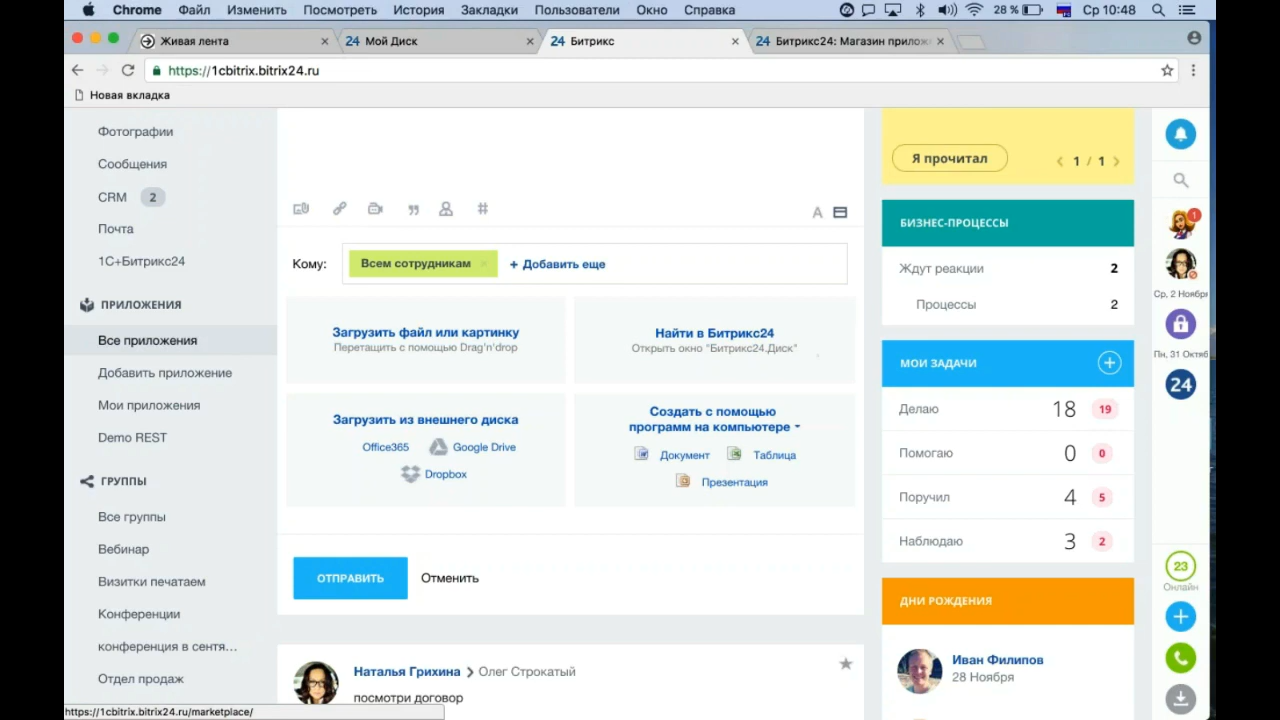 Chrome Файл Изменить Посмотреть История Закладки Пользователи Окно Справка 28 % Ср 10:48
Живая лента
24 Мой Диск
24 Битрикс
24 Битрикс24: Магазин прилож
https://1cbitrix.bitrix24.ru
Новая вкладка
Фотографии
Сообщения
CRM 2
Почта
1С+Битрикс24
ПРИЛОЖЕНИЯ
Все приложения
Добавить приложение
Мои приложения
Demo REST
ГРУППЫ
Все группы
Вебинар
Визитки печатаем
Конференции
конференция в сентя...
Отдел продаж
https://1cbitrix.bitrix24.ru/marketplace/
Кому: Всем сотрудникам × + Добавить еще
Загрузить файл или картинку
Перетащить с помощью Drag'n'drop
Найти в Битрикс24
Открыть окно "Битрикс24.Диск"
Загрузить из внешнего диска
Office365 Google Drive
Dropbox
Создать с помощью
программ на компьютере
Документ Таблица
Презентация
ОТПРАВИТЬ Отменить
Наталья Грихина > Олег Строкатый
посмотри договор
Я прочитал
1 / 1
БИЗНЕС-ПРОЦЕССЫ
Ждут реакции 2
Процессы 2
МОИ ЗАДАЧИ
Делаю 18 19
Помогаю 0 0
Поручил 4 5
Наблюдаю 3 2
ДНИ РОЖДЕНИЯ
Иван Филипов
28 Ноября
1
Ср, 2 Ноября
Пн, 31 Октяб
24
23
Онлайн